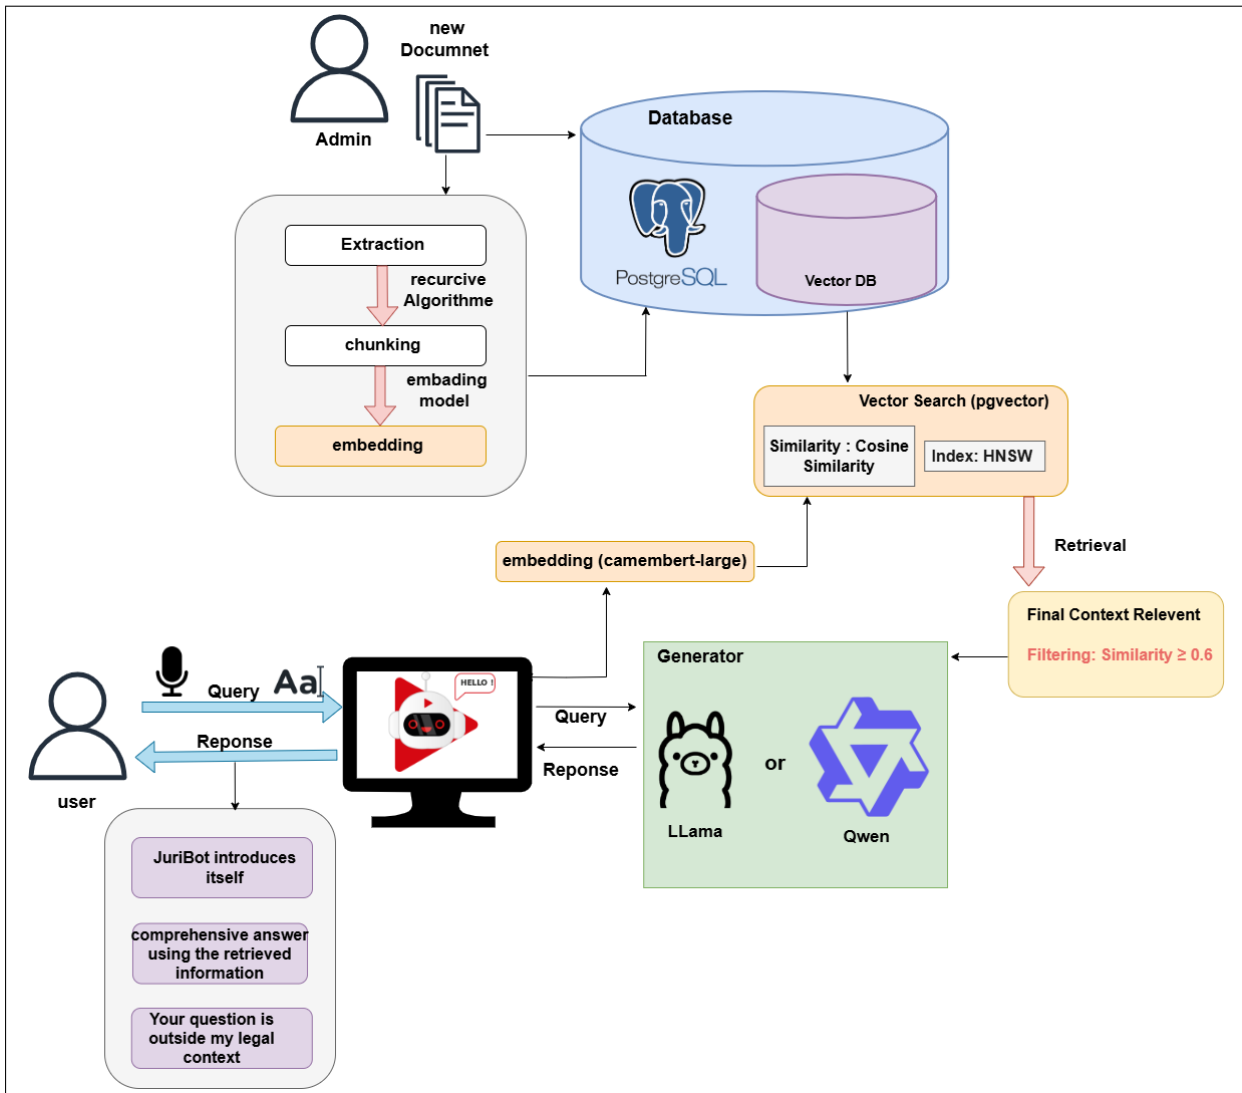 new
Documnet
Admin
Database
PostgreSQL
Vector DB
Extraction
recurcive
Algorithme
chunking
embading
model
embedding
Vector Search (pgvector)
Similarity : Cosine
Similarity
Index: HNSW
Retrieval
embedding (camembert-large)
Final Context Relevent
Filtering: Similarity ≥ 0.6
Generator
LLama
or
Qwen
Query
Aa
HELLO !
Reponse
user
Query
Reponse
JuriBot introduces
itself
comprehensive answer
using the retrieved
information
Your question is
outside my legal
context